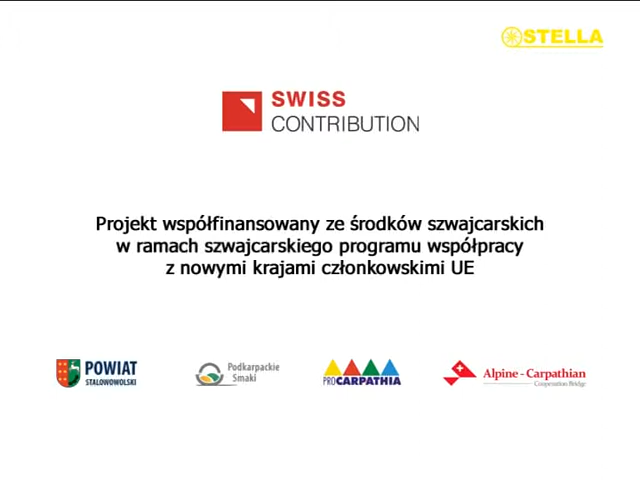 STELLA
SWISS
CONTRIBUTION
Projekt współfinansowany ze środków szwajcarskich
w ramach szwajcarskiego programu współpracy
z nowymi krajami członkowskimi UE
POWIAT
STALOWOWOLSKI
Podkarpackie
Smaki
PROCARPATHIA
Alpine - Carpathian
Cooperation Bridge